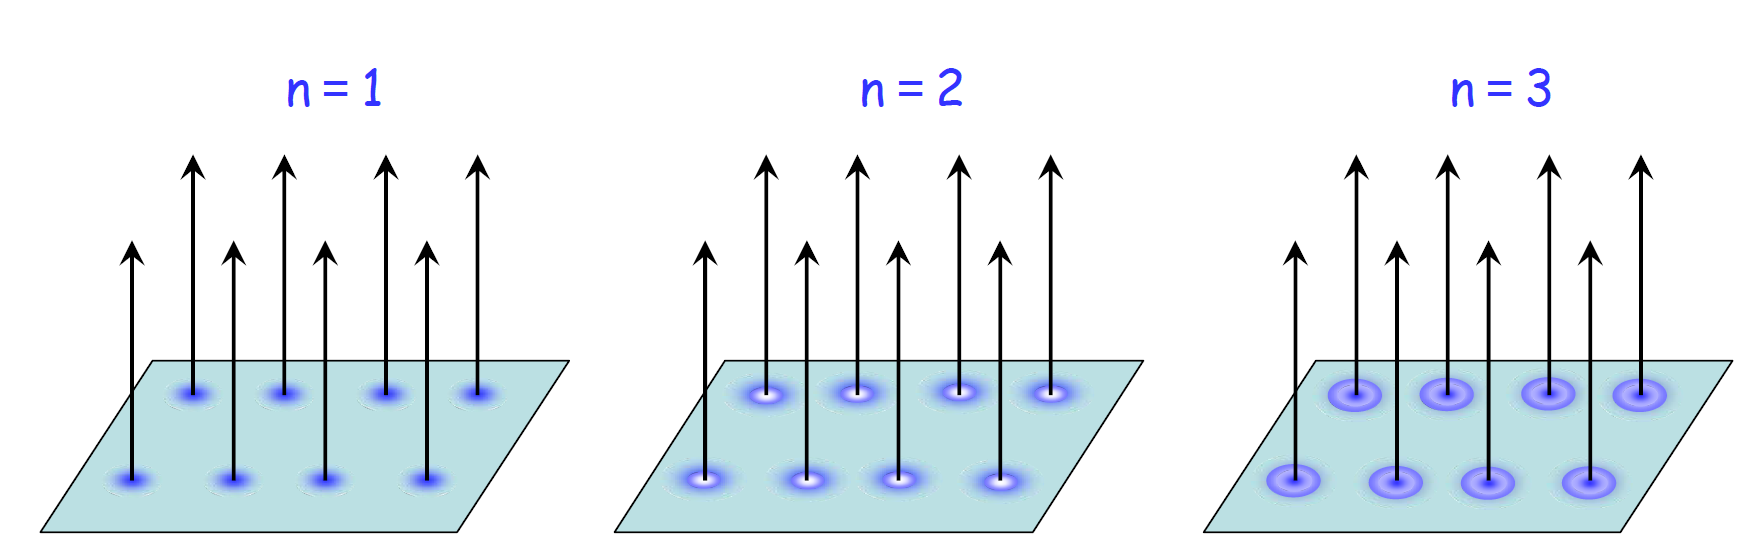 n = 1
n = 2
n = 3